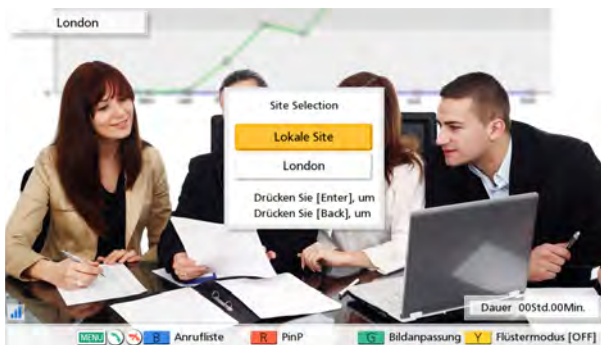 London
Site Selection
Lokale Site
London
Drücken Sie [Enter], um
Drücken Sie [Back], um
Dauer 00Std.00Min.
MENU B Anrufliste R PinP G Bildanpassung Y Flüstermodus [OFF]